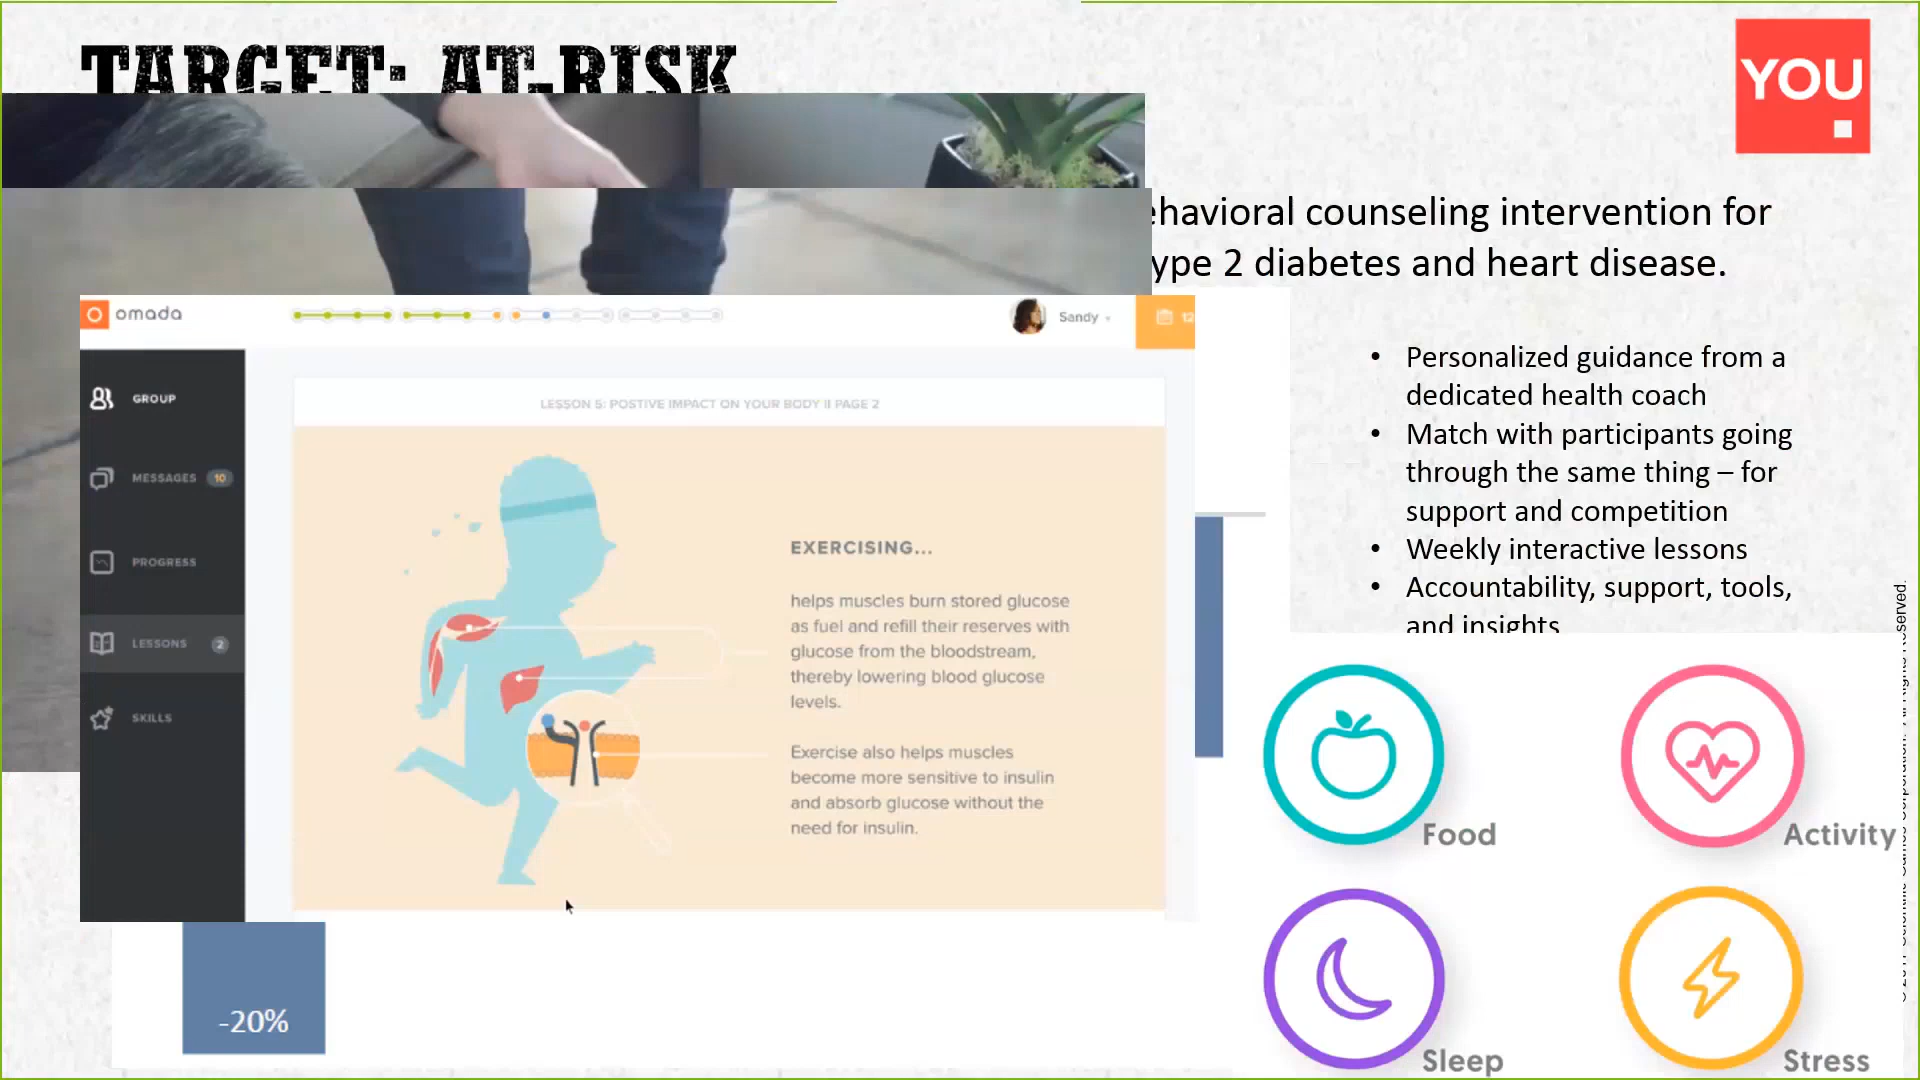 TARGET: AT-RISK
YOU
behavioral counseling intervention for
type 2 diabetes and heart disease.
omada
Sandy
12
GROUP
MESSAGES 10
PROGRESS
LESSONS 2
SKILLS
LESSON 5: POSTIVE IMPACT ON YOUR BODY II PAGE 2
EXERCISING...
helps muscles burn stored glucose
as fuel and refill their reserves with
glucose from the bloodstream,
thereby lowering blood glucose
levels.
Exercise also helps muscles
become more sensitive to insulin
and absorb glucose without the
need for insulin.
• Personalized guidance from a
dedicated health coach
• Match with participants going
through the same thing – for
support and competition
• Weekly interactive lessons
• Accountability, support, tools,
and insights
Food
Activity
Sleep
Stress
-20%